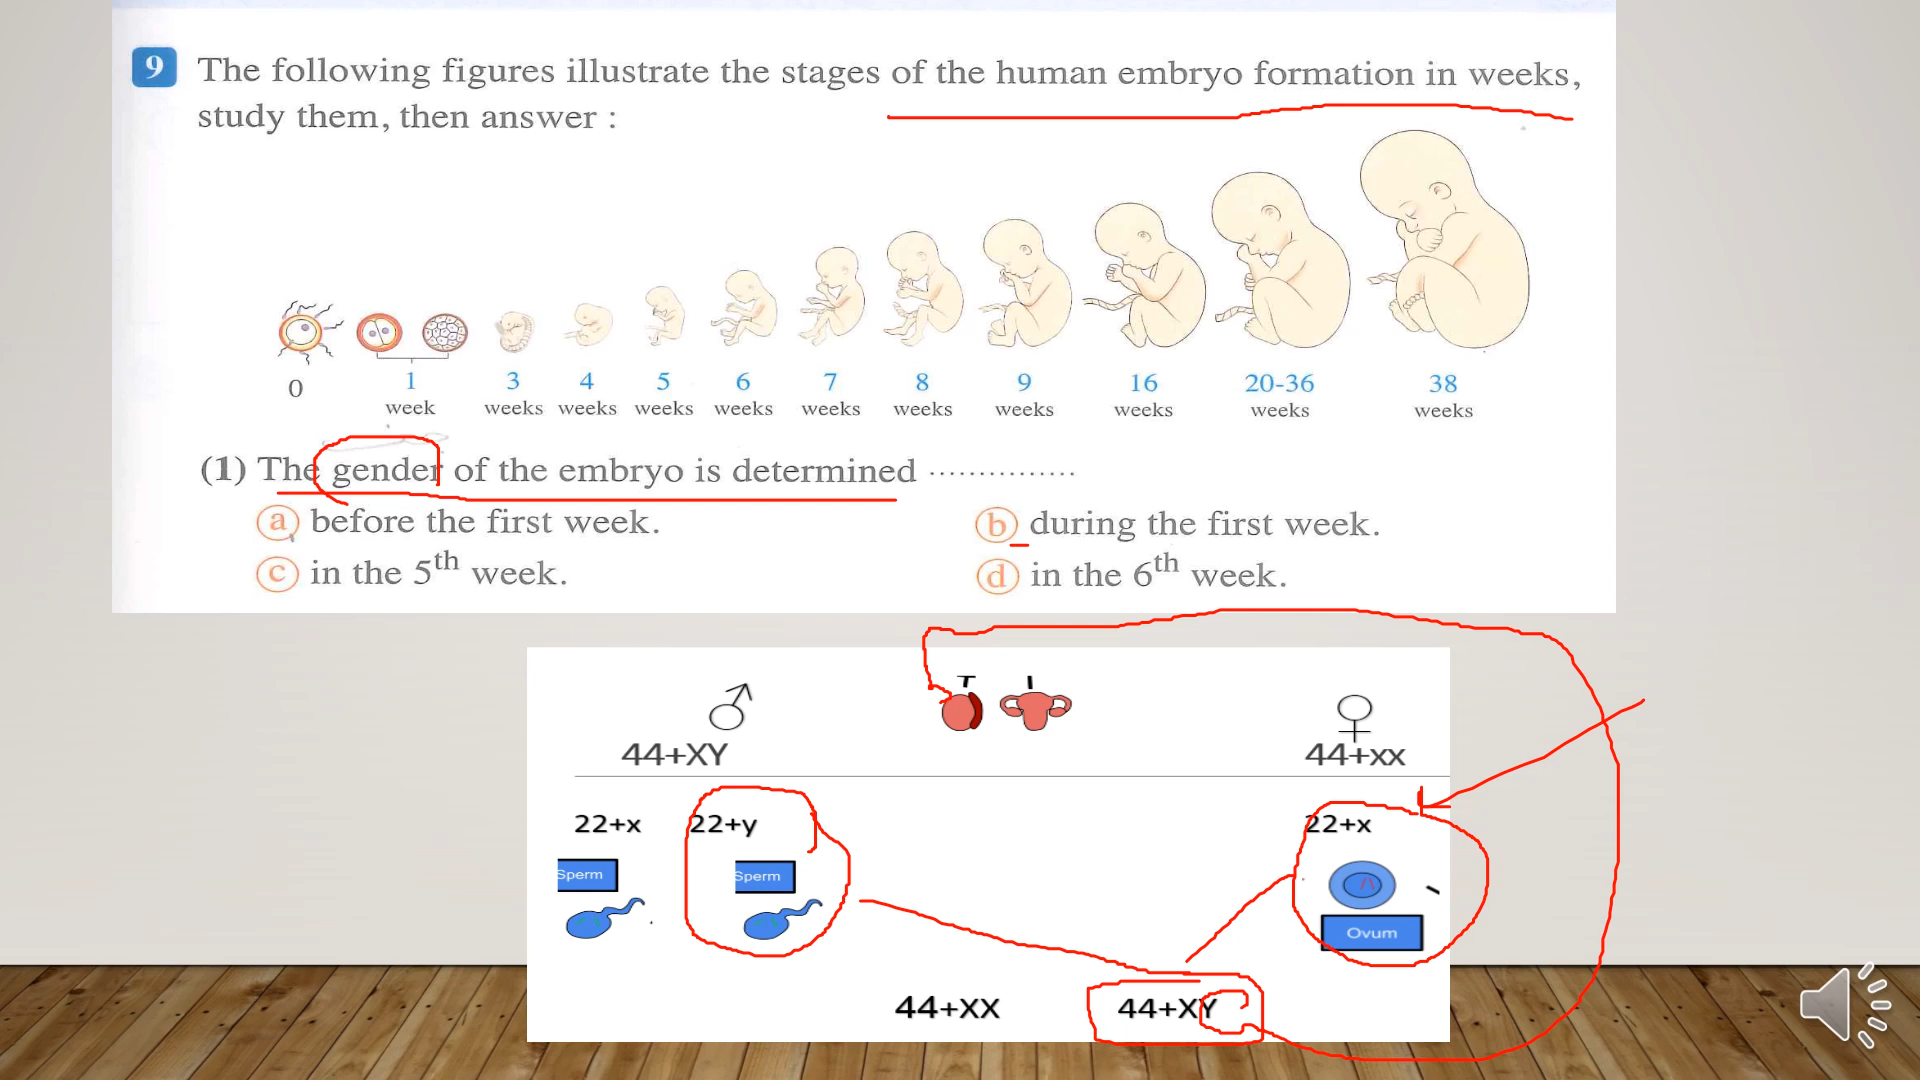 9 The following figures illustrate the stages of the human embryo formation in weeks,
study them, then answer :
0 1 3 4 5 6 7 8 9 16 20-36 38
week weeks weeks weeks weeks weeks weeks weeks weeks weeks weeks
(1) The gender of the embryo is determined ...............
a before the first week. b during the first week.
c in the 5th week. d in the 6th week.
♂ ♀
44+XY 44+xx
22+x 22+y 22+x
Sperm Sperm
Ovum
44+XX 44+XY